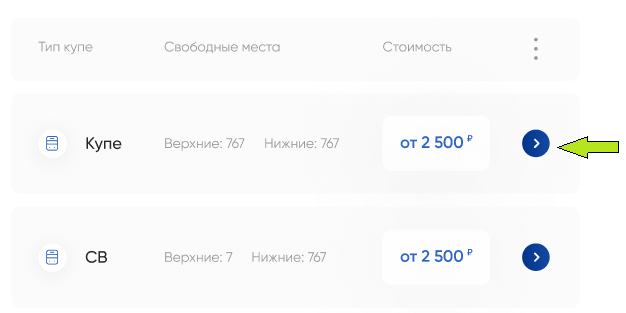 Тип купе Свободные места Стоимость
Купе Верхние: 767 Нижние: 767 от 2 500 ₽
СВ Верхние: 7 Нижние: 767 от 2 500 ₽